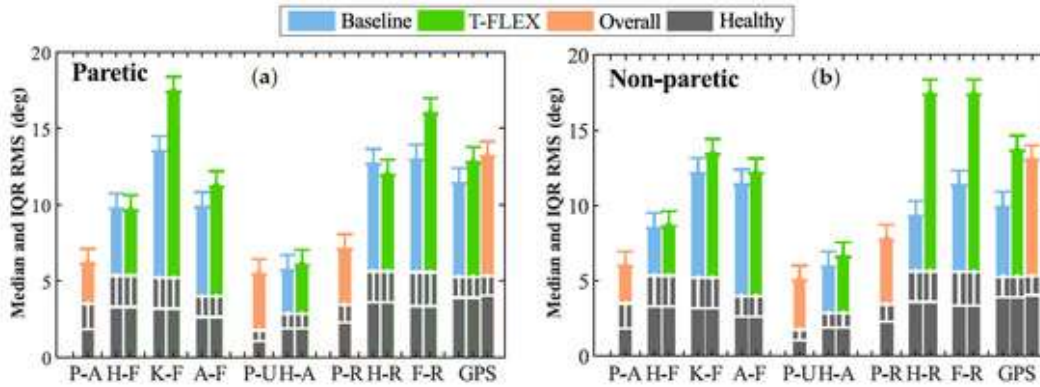 Baseline T-FLEX Overall Healthy
Paretic (a)
Median and IQR RMS (deg)
20
15
10
5
0
P-A H-F K-F A-F P-U H-A P-R H-R F-R GPS
Non-paretic (b)
Median and IQR RMS (deg)
20
15
10
5
0
P-A H-F K-F A-F P-U H-A P-R H-R F-R GPS